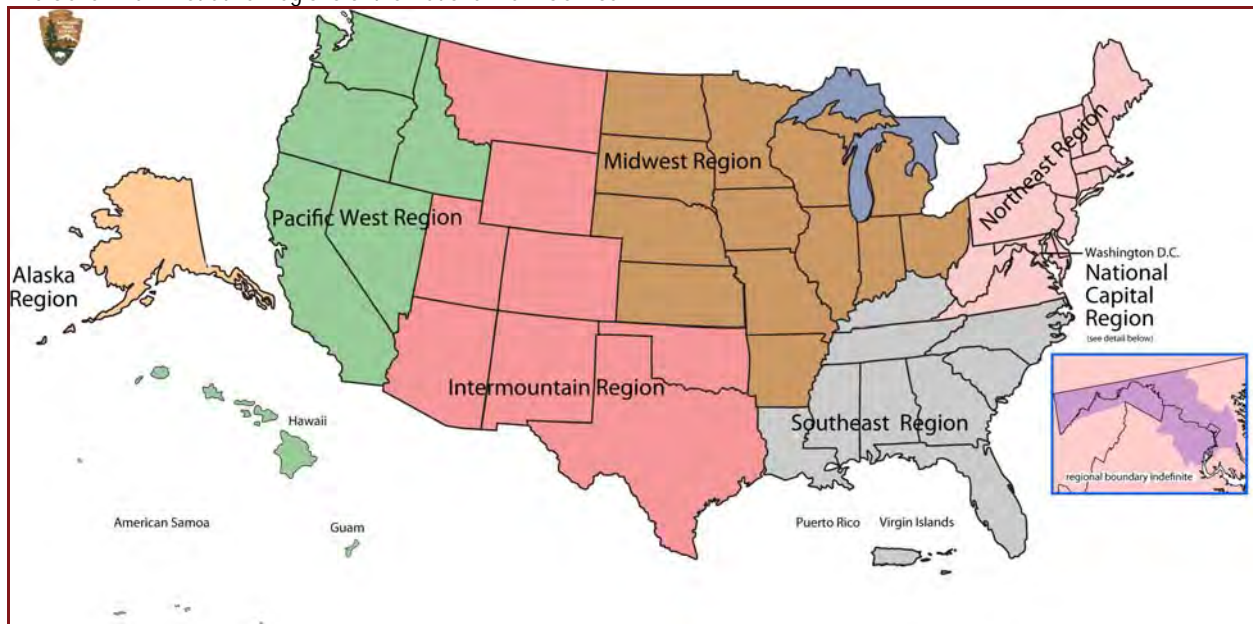 Midwest Region
Northeast Region
Pacific West Region
Washington D.C.
National
Capital
Region
(see detail below)
Alaska
Region
Intermountain Region
Hawaii
Southeast Region
regional boundary indefinite
American Samoa
Guam
Puerto Rico
Virgin Islands